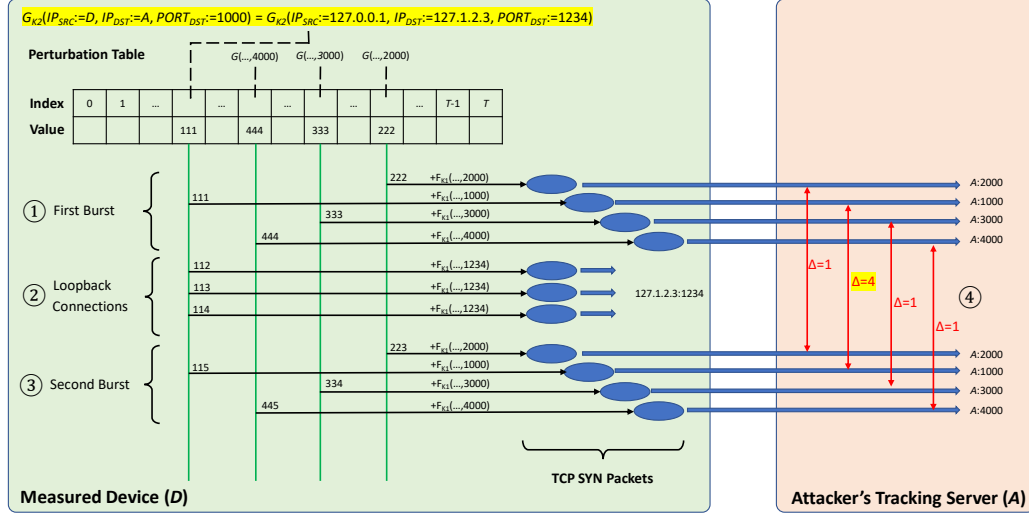 G_K2(IP_SRC:=D, IP_DST:=A, PORT_DST:=1000) = G_K2(IP_SRC:=127.0.0.1, IP_DST:=127.1.2.3, PORT_DST:=1234)
Perturbation Table
G(...,4000) G(...,3000) G(...,2000)
Index 0 1 ... ... ... ... ... T-1 T
Value 111 444 333 222
222 +F_K1(...,2000) A:2000
111 +F_K1(...,1000) A:1000
① First Burst
333 +F_K1(...,3000) A:3000
444 +F_K1(...,4000) A:4000
112 +F_K1(...,1234)
Δ=1
② Loopback Connections
113 +F_K1(...,1234) 127.1.2.3:1234
Δ=4
④
Δ=1
114 +F_K1(...,1234)
Δ=1
223 +F_K1(...,2000) A:2000
115 +F_K1(...,1000) A:1000
③ Second Burst
334 +F_K1(...,3000) A:3000
445 +F_K1(...,4000) A:4000
TCP SYN Packets
Measured Device (D)
Attacker's Tracking Server (A)